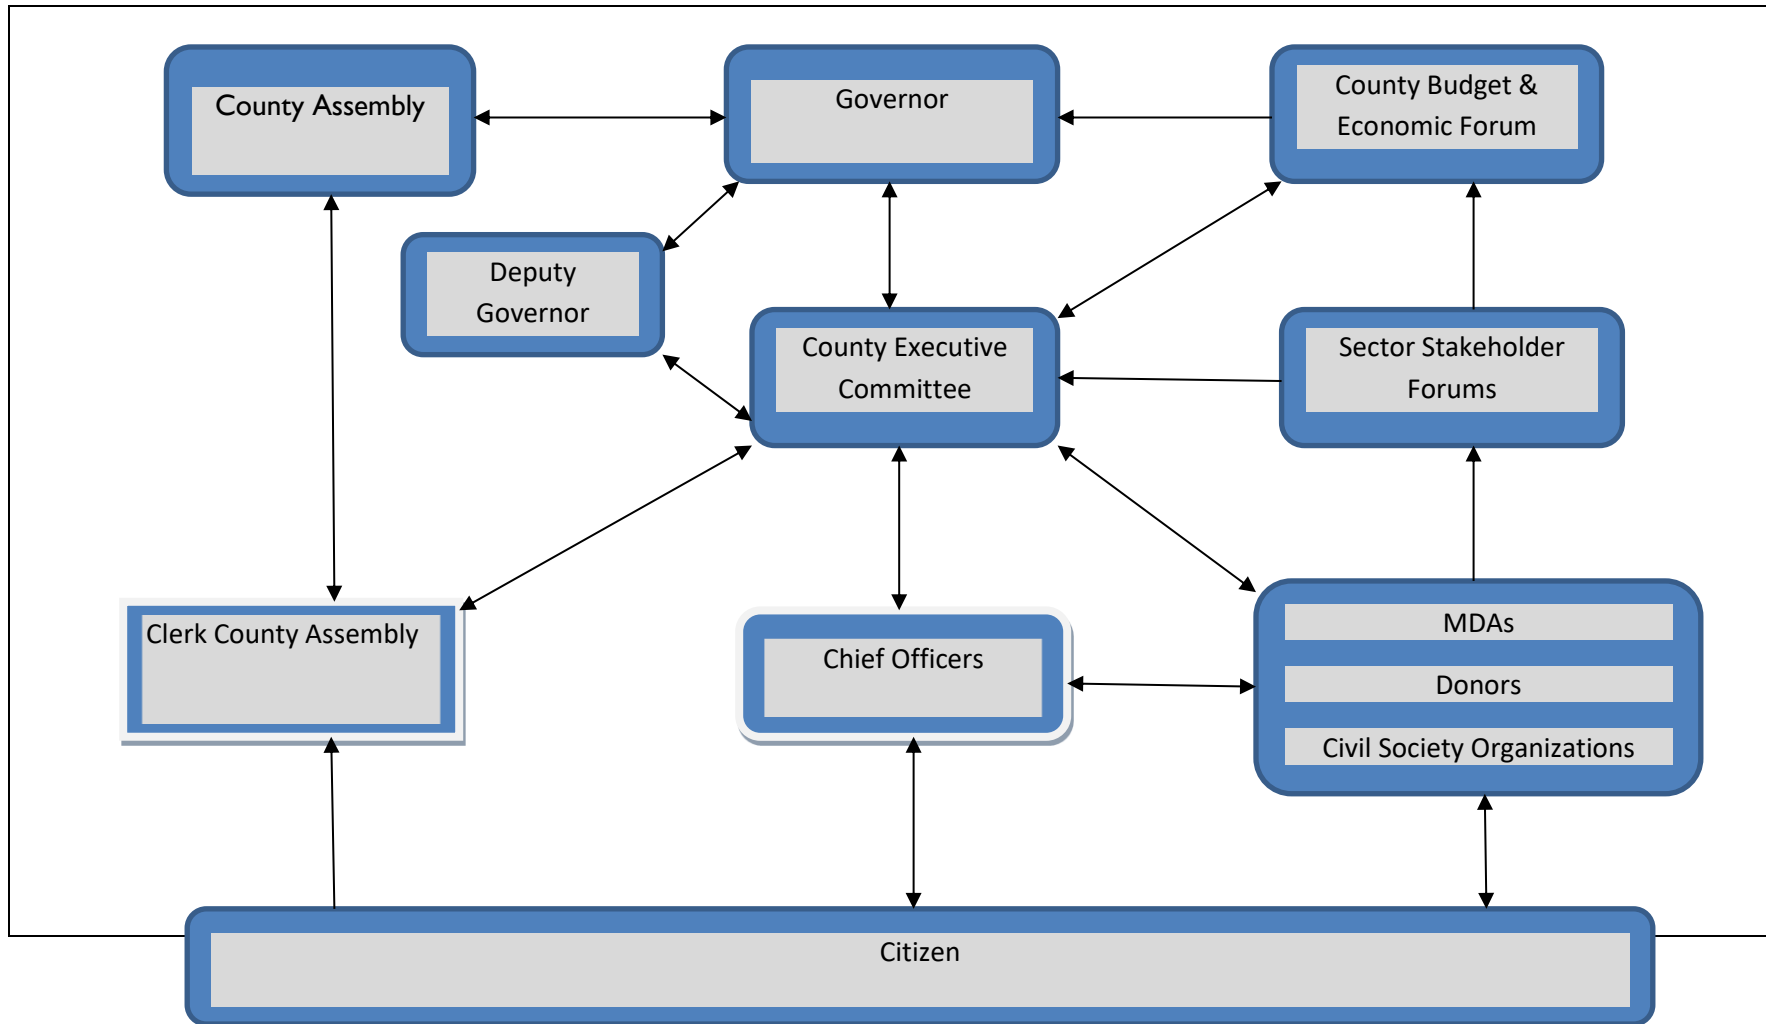 County Assembly
Governor
County Budget &
Economic Forum
Deputy
Governor
County Executive
Committee
Sector Stakeholder
Forums
Clerk County Assembly
Chief Officers
MDAs
Donors
Civil Society Organizations
Citizen